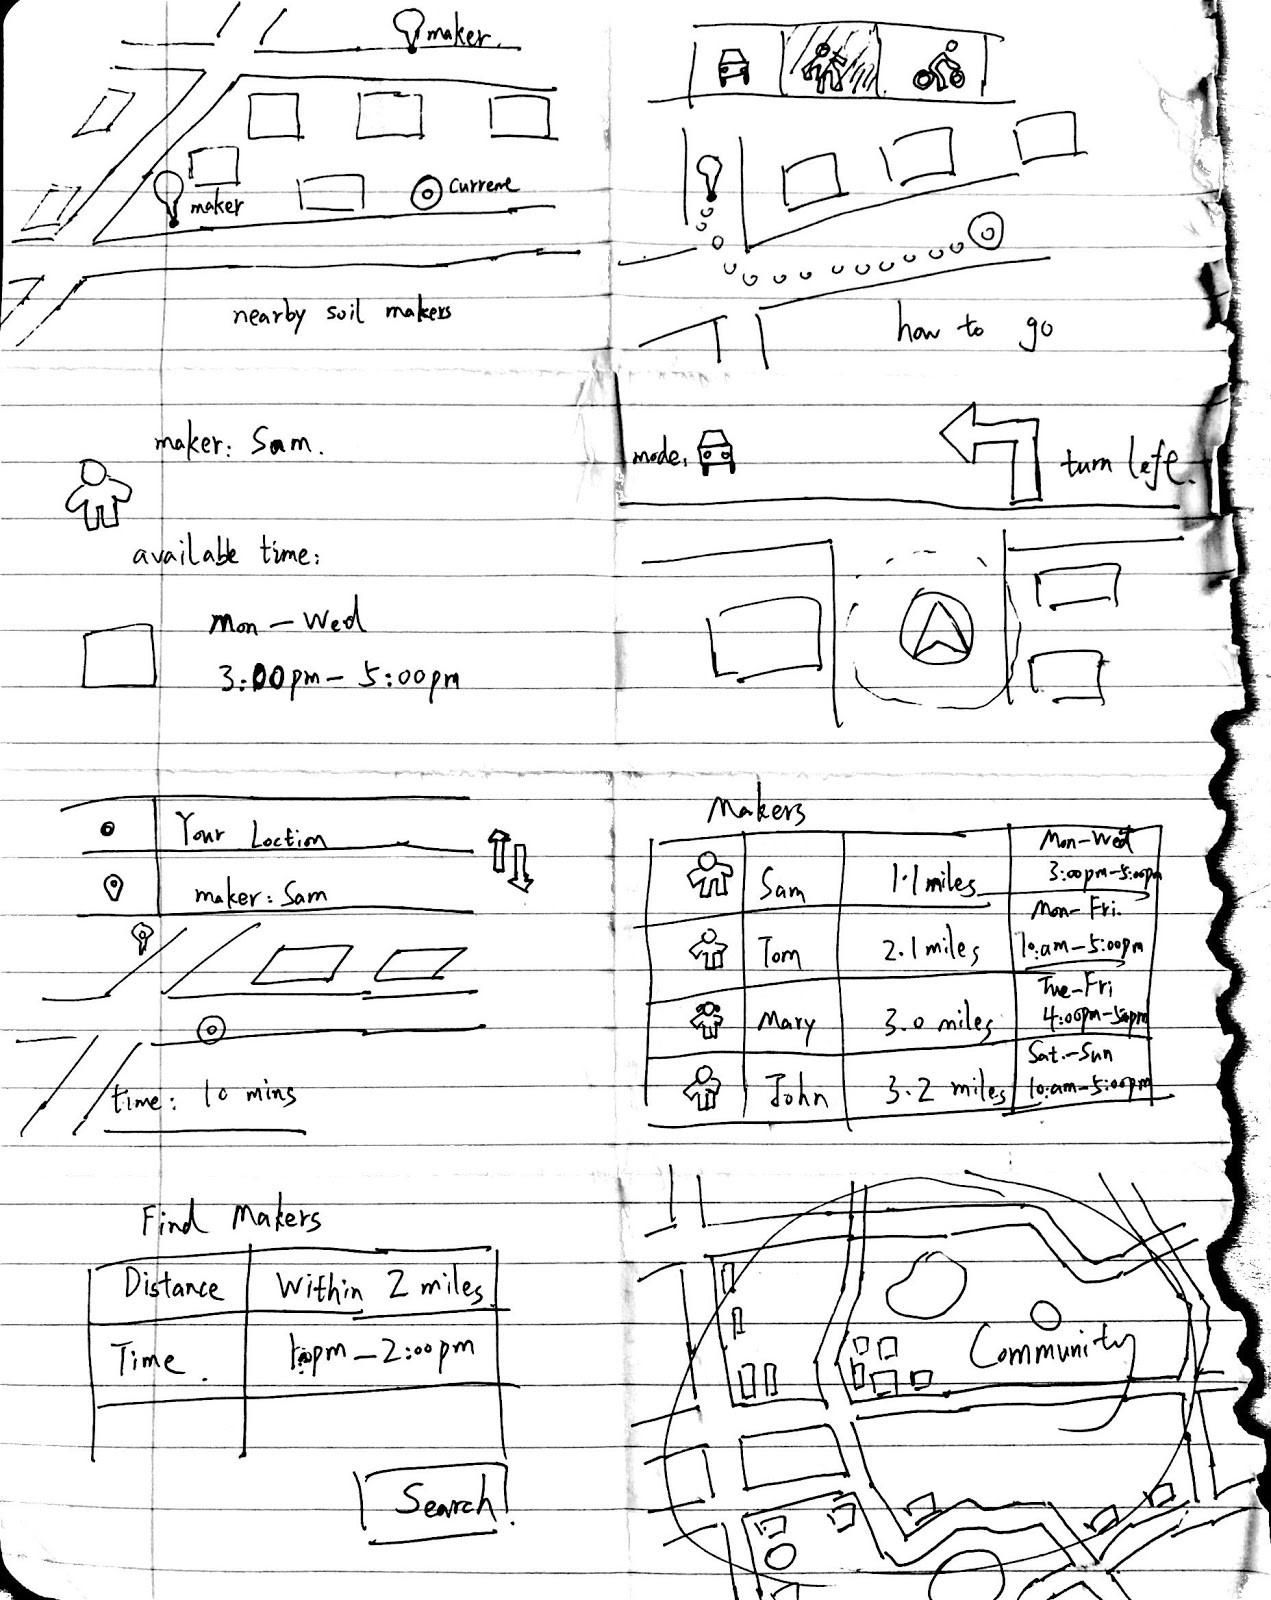 maker.
maker
current
nearby soil makers
how to go
maker: Sam.
available time:
Mon - Wed
3:00pm - 5:00pm
mode.
turn left.
Your Loction
maker: Sam
time: 10 mins
Makers
Sam 1.1 miles Mon-Wed 3:00pm-5:00pm
Tom 2.1 miles Mon-Fri. 10:am-5:00pm
Mary 3.0 miles Tue-Fri 4:00pm-5:00pm
John 3.2 miles Sat.-Sun 10:am-5:00pm
Find Makers
Distance Within 2 miles.
Time. 1:00pm - 2:00pm
Search
Community